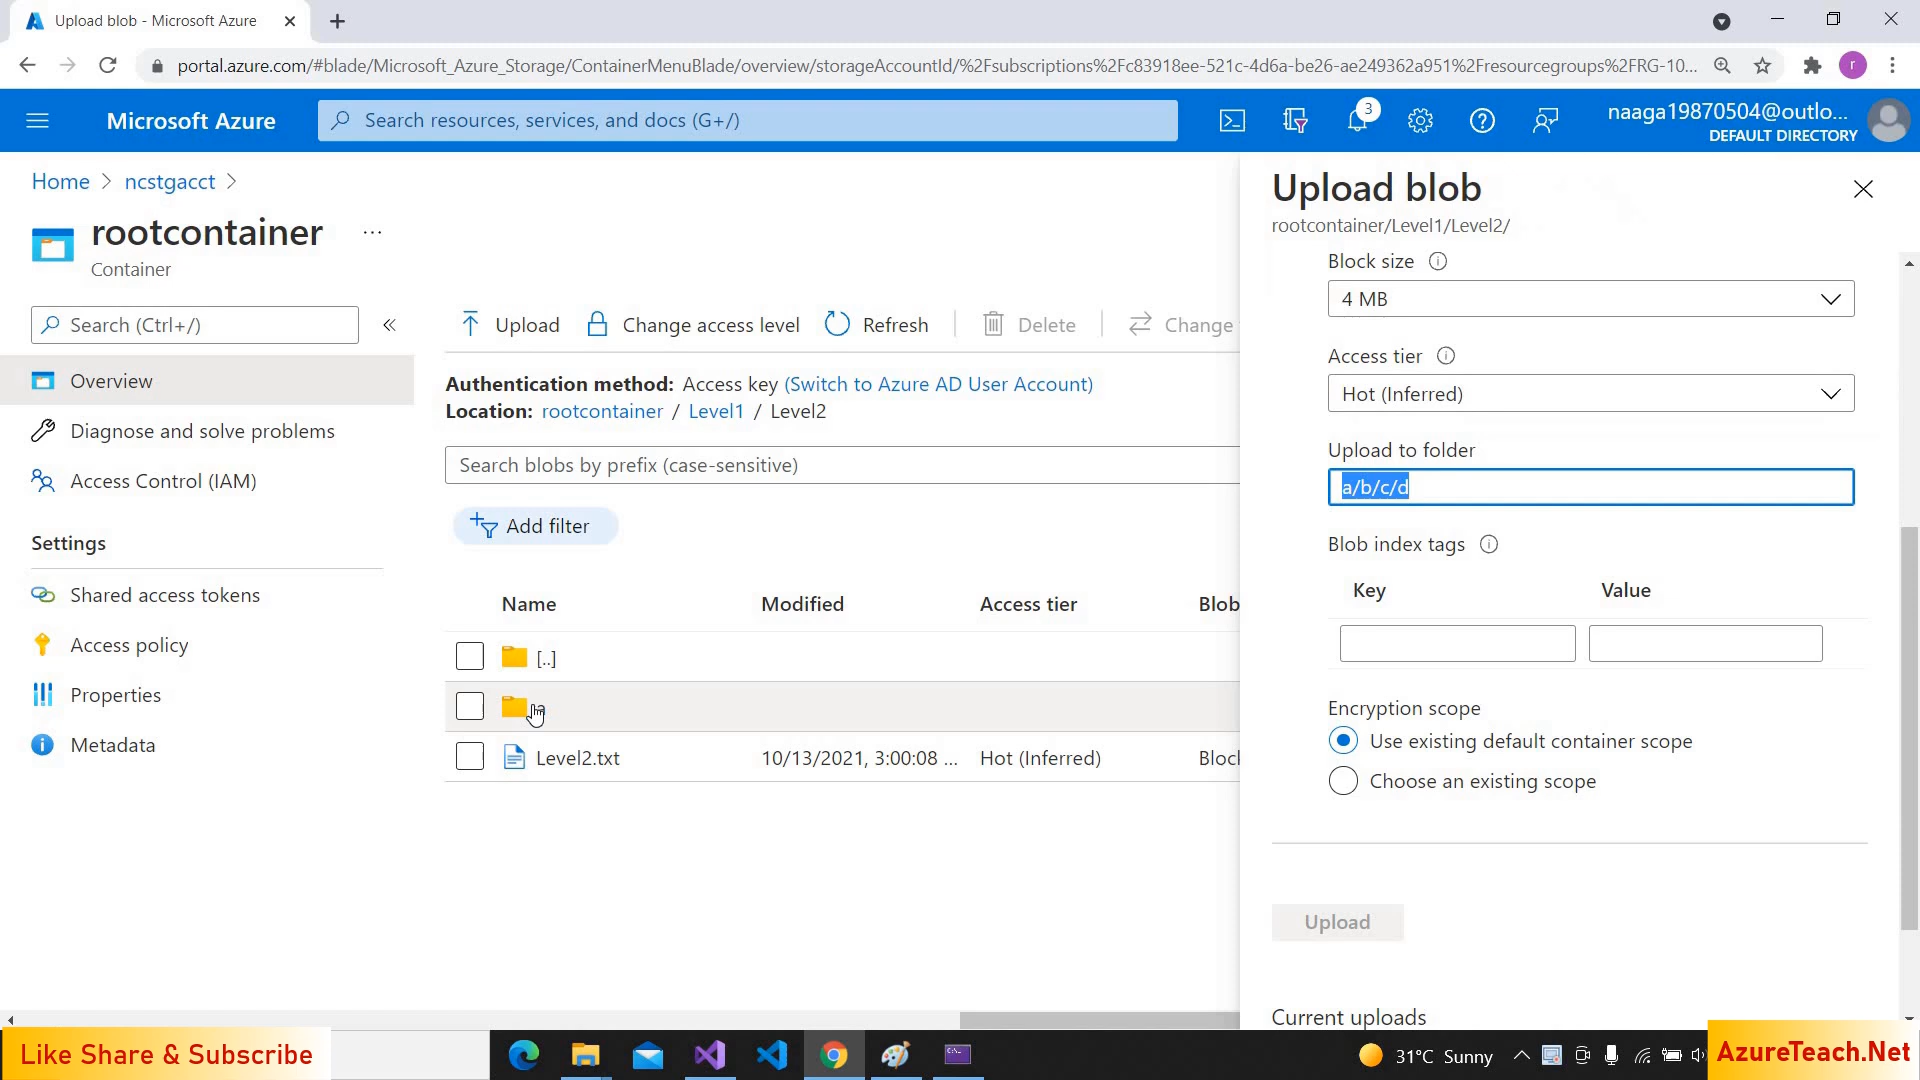 Upload blob - Microsoft Azure
portal.azure.com/#blade/Microsoft_Azure_Storage/ContainerMenuBlade/overview/storageAccountId/%2Fsubscriptions%2Fc83918ee-521c-4d6a-be26-ae249362a951%2Fresourcegroups%2FRG-10...
r
Microsoft Azure
Search resources, services, and docs (G+/)
3
naaga19870504@outlo...
DEFAULT DIRECTORY
Home > ncstgacct >
rootcontainer ...
Container
Search (Ctrl+/)
«
Overview
Diagnose and solve problems
Access Control (IAM)
Settings
Shared access tokens
Access policy
Properties
Metadata
Upload
Change access level
Refresh
Delete
Change
Authentication method: Access key (Switch to Azure AD User Account)
Location: rootcontainer / Level1 / Level2
Search blobs by prefix (case-sensitive)
Add filter
Name Modified Access tier Blob
[..]
a
Level2.txt 10/13/2021, 3:00:08 ... Hot (Inferred) Block
Upload blob
rootcontainer/Level1/Level2/
Block size
4 MB
Access tier
Hot (Inferred)
Upload to folder
a/b/c/d
Blob index tags
Key Value
Encryption scope
Use existing default container scope
Choose an existing scope
Upload
Current uploads
Like Share & Subscribe
31°C Sunny
AzureTeach.Net